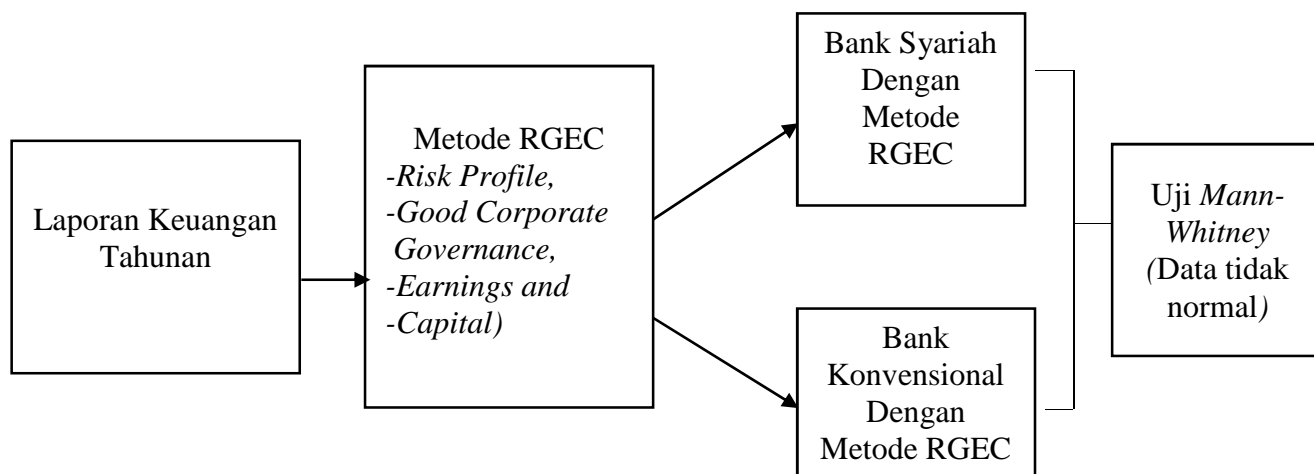 Laporan Keuangan
Tahunan
Metode RGEC
-Risk Profile,
-Good Corporate
Governance,
-Earnings and
-Capital)
Bank Syariah
Dengan
Metode
RGEC
Bank
Konvensional
Dengan
Metode RGEC
Uji Mann-
Whitney
(Data tidak
normal)